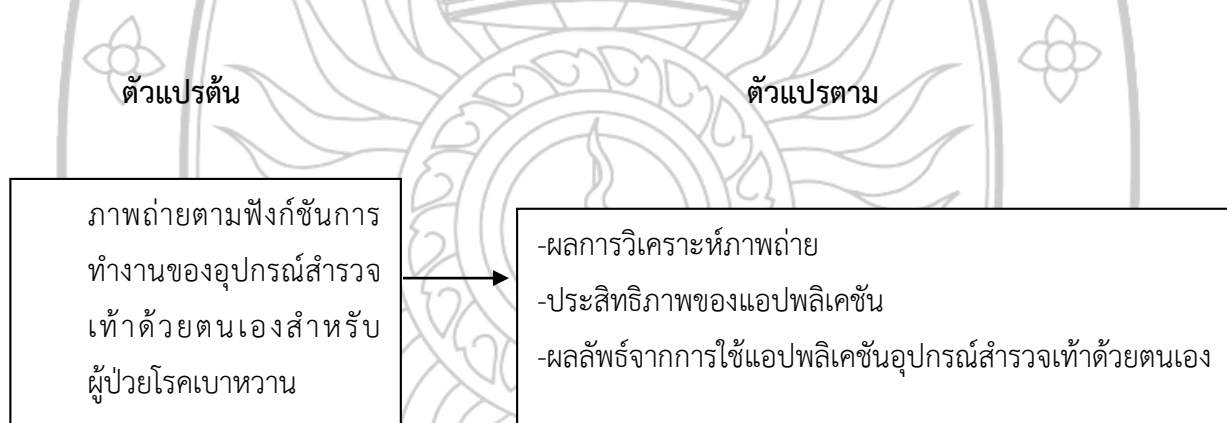 ตัวแปรต้น
ตัวแปรตาม
ภาพถ่ายตามฟังก์ชันการ
ทำงานของอุปกรณ์สำรวจ
เท้าด้วยตนเองสำหรับ
ผู้ป่วยโรคเบาหวาน
-ผลการวิเคราะห์ภาพถ่าย
-ประสิทธิภาพของแอปพลิเคชัน
-ผลลัพธ์จากการใช้แอปพลิเคชันอุปกรณ์สำรวจเท้าด้วยตนเอง